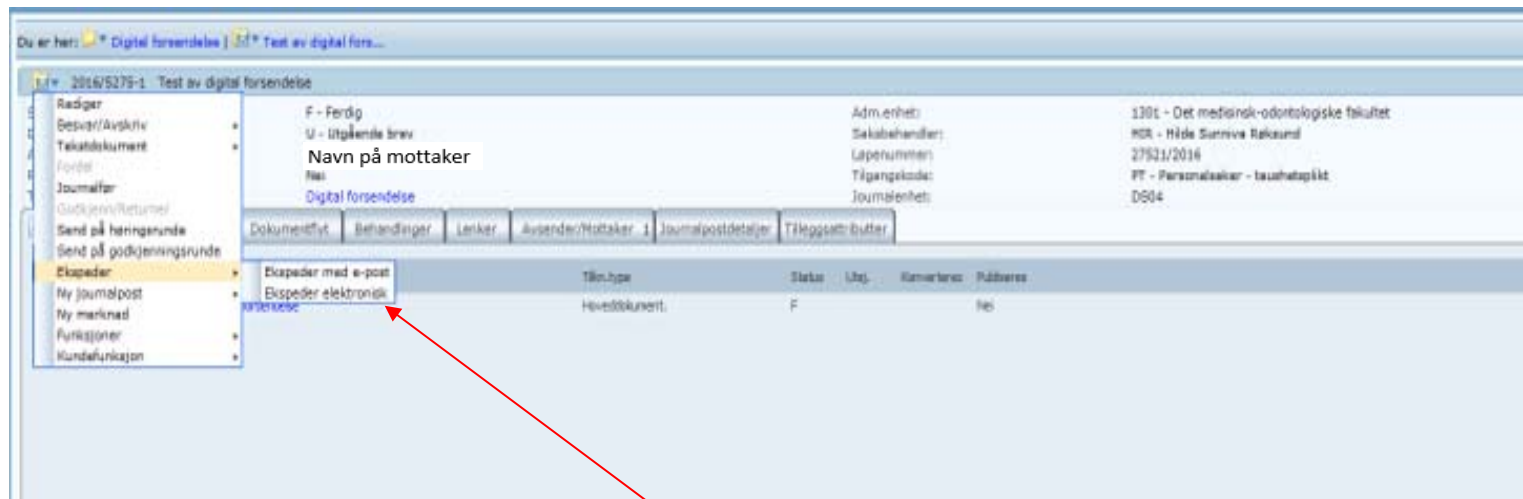 Du er her: * Digital forsendelse | * Test av digital fors...
2016/5275-1 Test av digital forsendelse
Rediger
Besvar/Avskriv
Tekstdokument
Fordel
Journalfør
Godkjenn/Returner
Send på høringsrunde
Send på godkjenningsrunde
Ekspeder
Ny journalpost
Ny merknad
Funksjoner
Kundefunksjon
Ekspeder med e-post
Ekspeder elektronisk
F - Ferdig
U - Utgående brev
Navn på mottaker
Nei
Digital forsendelse
Adm.enhet: 1301 - Det medisinsk-odontologiske fakultet
Saksbehandler: - Hilde Sunniva Røksund
Løpenummer: 27521/2016
Tilgangskode: PT - Personalsaker - taushetsplikt
Journalenhet: DS04
Dokumentflyt Behandlinger Lenker Avsender/Mottaker 1 Journalpostdetaljer Tilleggsattributter
Tilkn.type Status Utg. Konverteres Publiseres
forsendelse Hoveddokument. F Nei